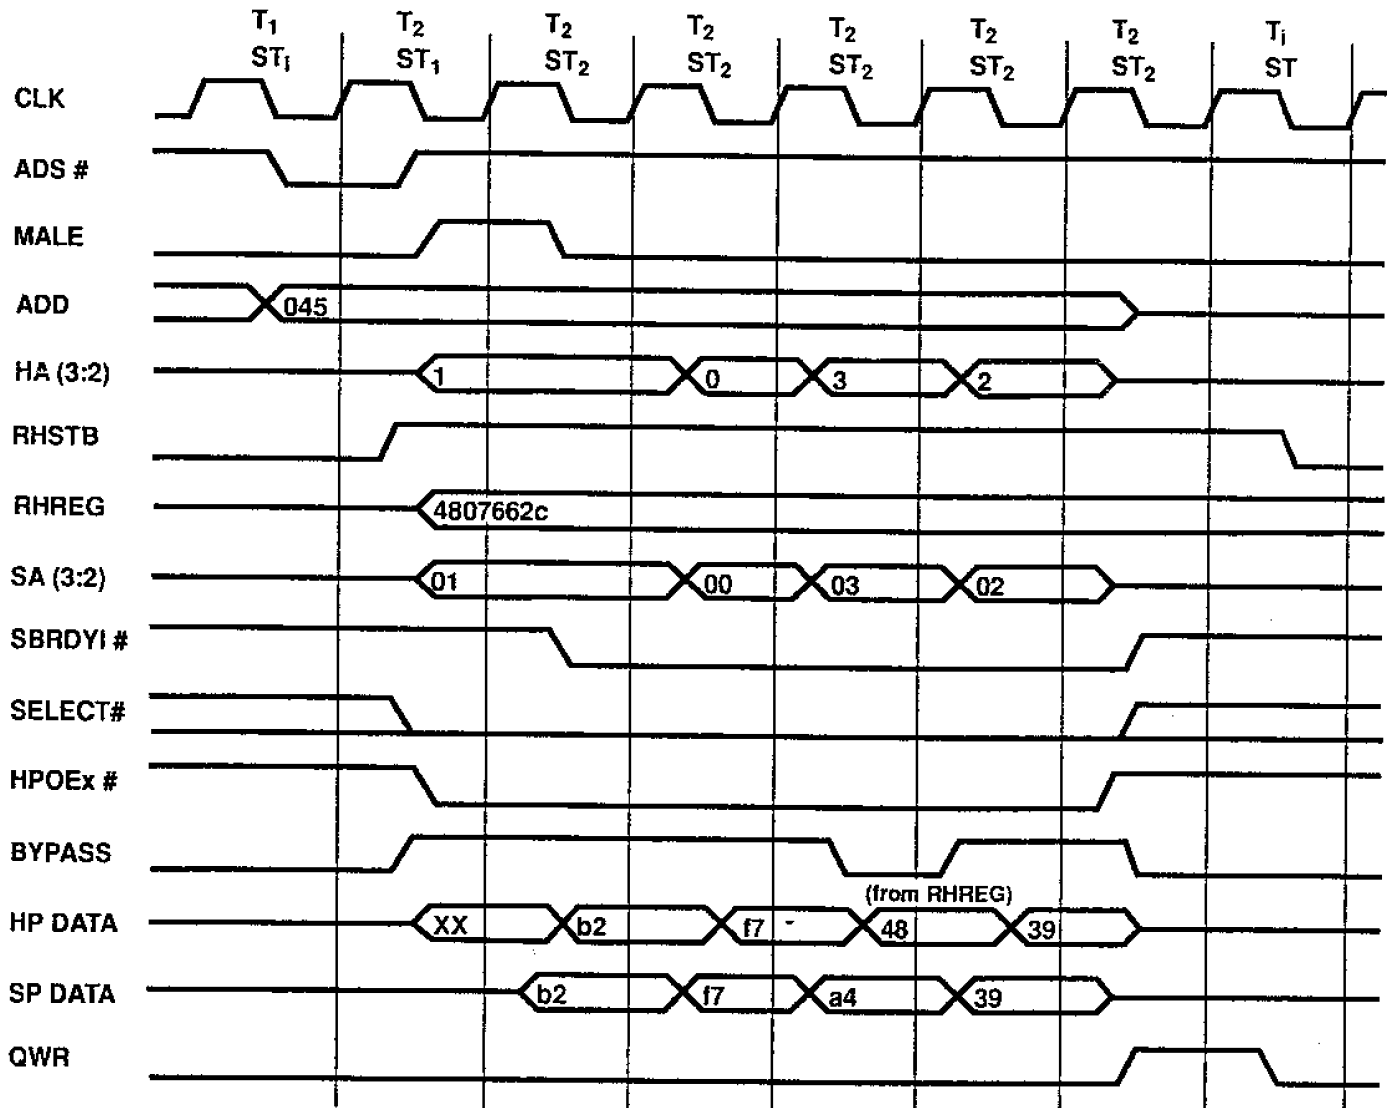 T1 T2 T2 T2 T2 T2 T2 Ti
STi ST1 ST2 ST2 ST2 ST2 ST2 ST
CLK
ADS #
MALE
ADD 045
HA (3:2) 1 0 3 2
RHSTB
RHREG 4807662c
SA (3:2) 01 00 03 02
SBRDYI #
SELECT#
HPOEx #
BYPASS
(from RHREG)
HP DATA XX b2 f7 - 48 39
SP DATA b2 f7 a4 39
QWR